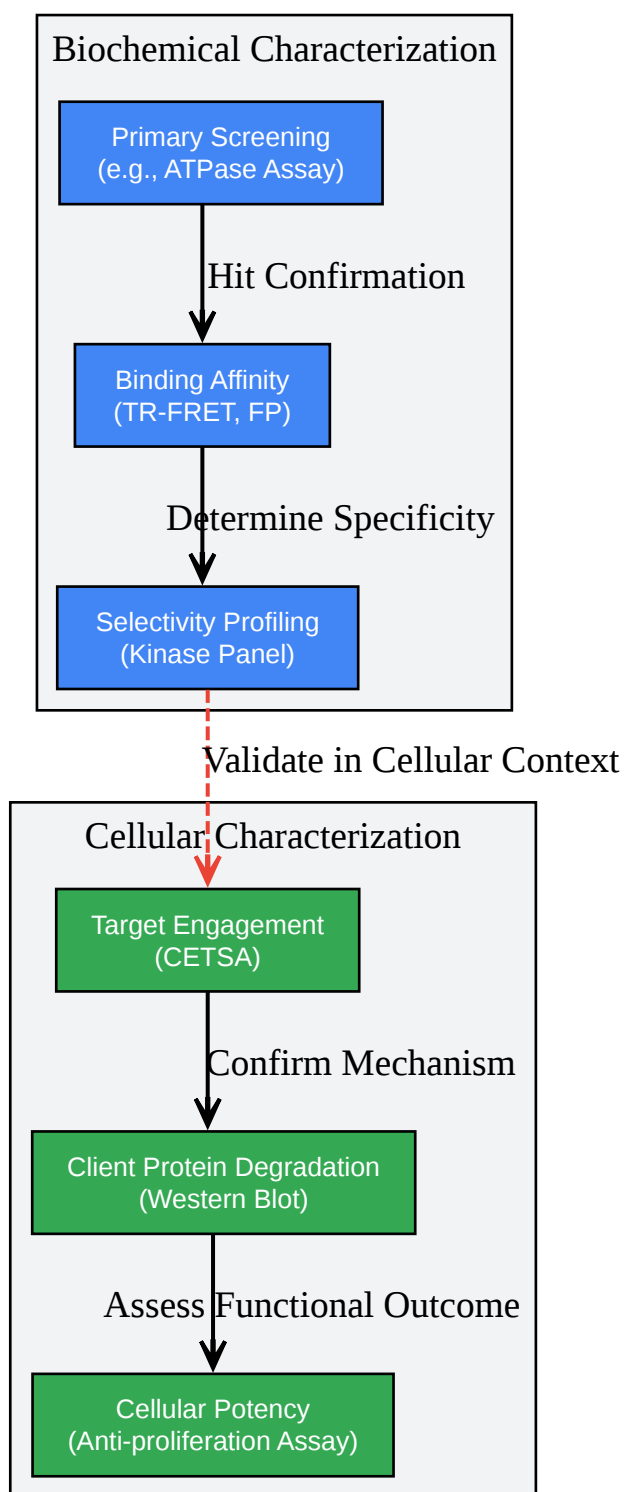 Biochemical Characterization
Primary Screening
(e.g., ATPase Assay)
Hit Confirmation
Binding Affinity
(TR-FRET, FP)
Determine Specificity
Selectivity Profiling
(Kinase Panel)
Validate in Cellular Context
Cellular Characterization
Target Engagement
(CETSA)
Confirm Mechanism
Client Protein Degradation
(Western Blot)
Assess Functional Outcome
Cellular Potency
(Anti-proliferation Assay)